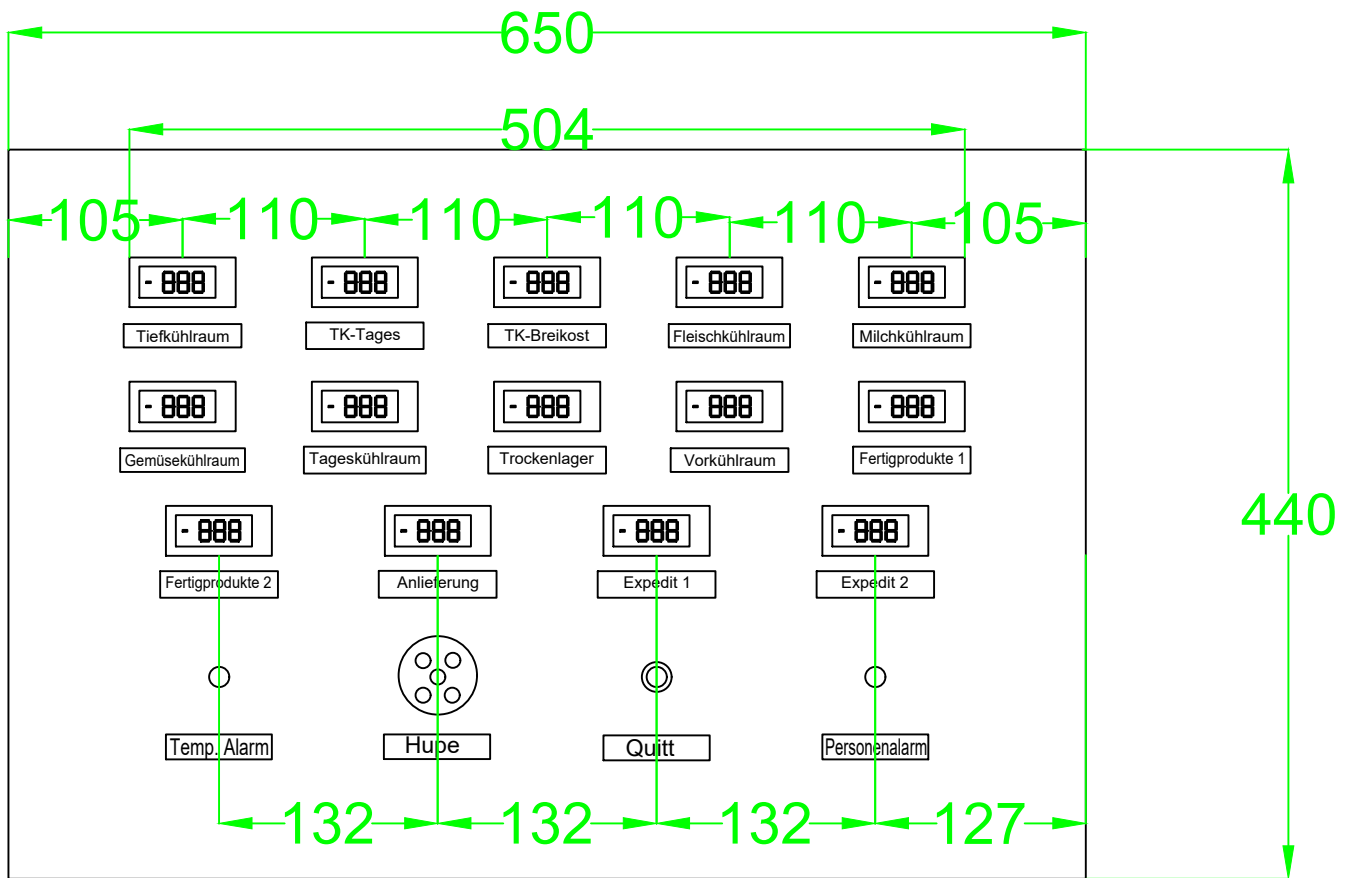 650
504
105 110 110 110 110 105
- 888 - 888 - 888 - 888 - 888
Tiefkühlraum TK-Tages TK-Breikost Fleischkühlraum Milchkühlraum
- 888 - 888 - 888 - 888 - 888
Gemüsekühlraum Tageskühlraum Trockenlager Vorkühlraum Fertigprodukte 1
440
- 888 - 888 - 888 - 888
Fertigprodukte 2 Anlieferung Expedit 1 Expedit 2
Temp. Alarm Hupe Quitt Personenalarm
132 132 132 127